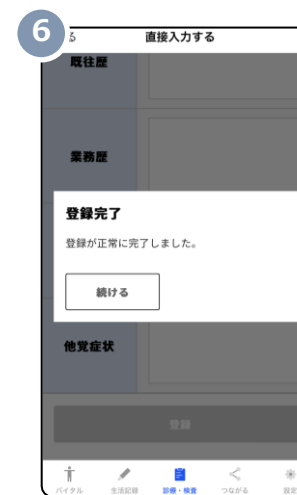 6
直接入力する
既往歴
業務歴
登録完了
登録が正常に完了しました。
続ける
他覚症状
登録
バイタル
生活記録
診療・検査
つながる
設定